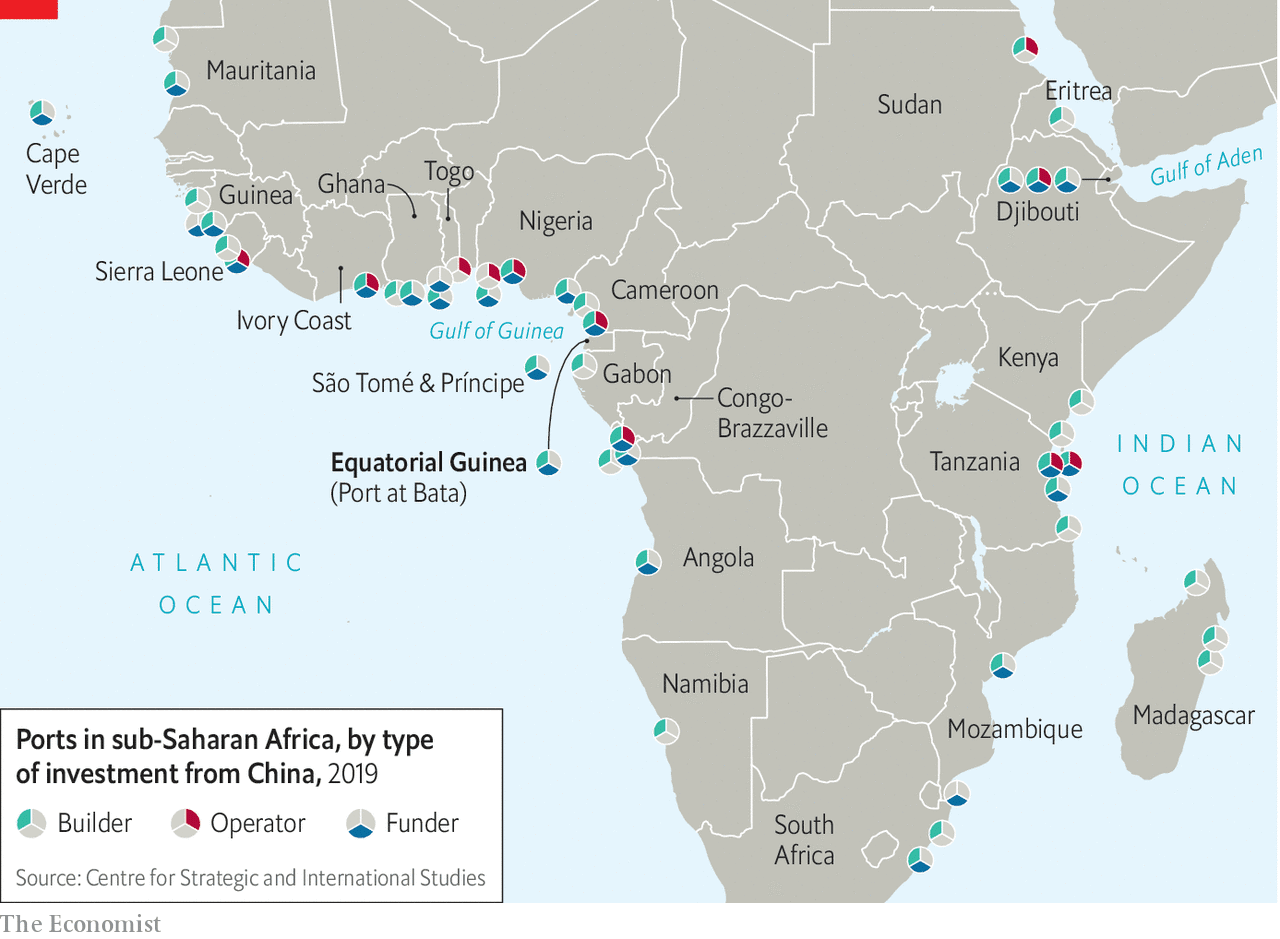 Mauritania
Sudan
Eritrea
Cape
Verde
Gulf of Aden
Togo
Ghana
Guinea
Nigeria
Djibouti
Sierra Leone
Cameroon
Ivory Coast
Gulf of Guinea
Kenya
São Tomé & Príncipe
Gabon
Congo-
Brazzaville
INDIAN
OCEAN
Equatorial Guinea
(Port at Bata)
Tanzania
ATLANTIC
OCEAN
Angola
Namibia
Mozambique
Madagascar
South
Africa
Ports in sub-Saharan Africa, by type
of investment from China, 2019
Builder Operator Funder
Source: Centre for Strategic and International Studies
The Economist